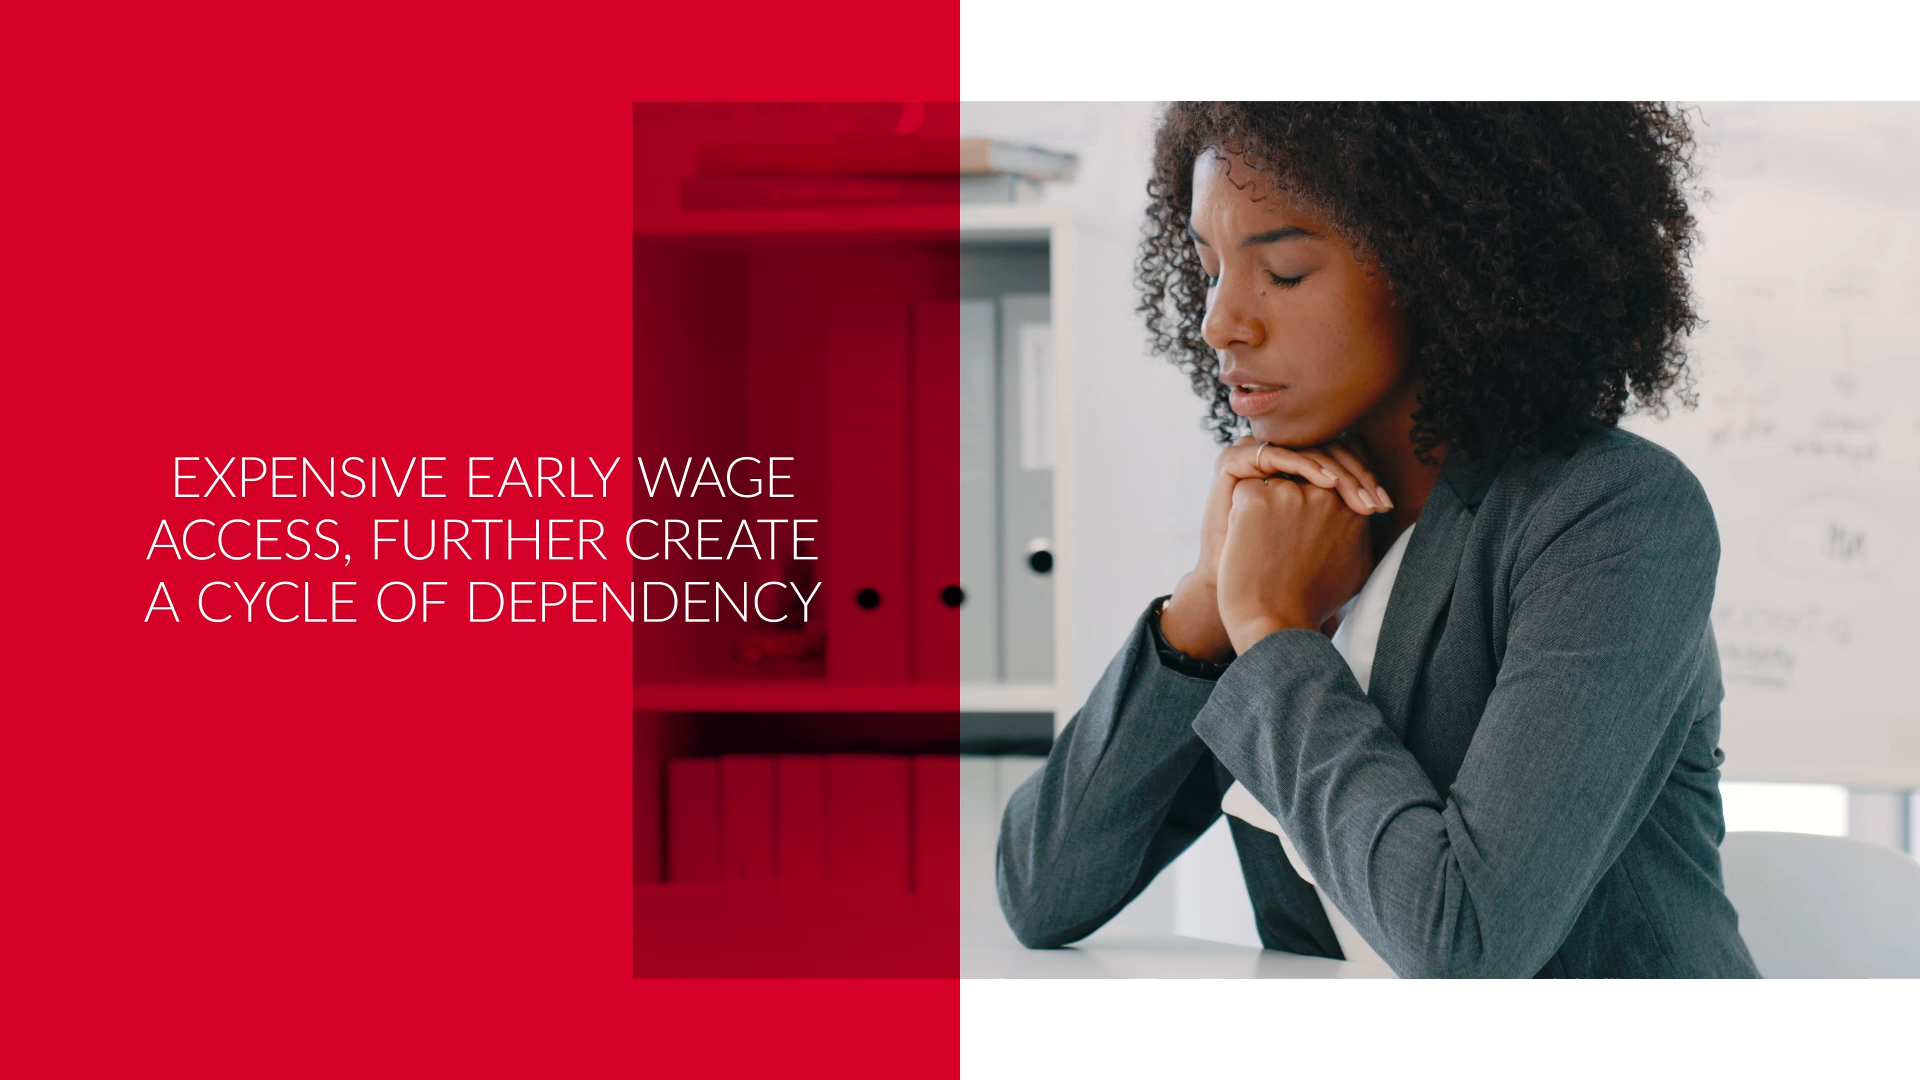 EXPENSIVE EARLY WAGE
ACCESS, FURTHER CREATE
A CYCLE OF DEPENDENCY